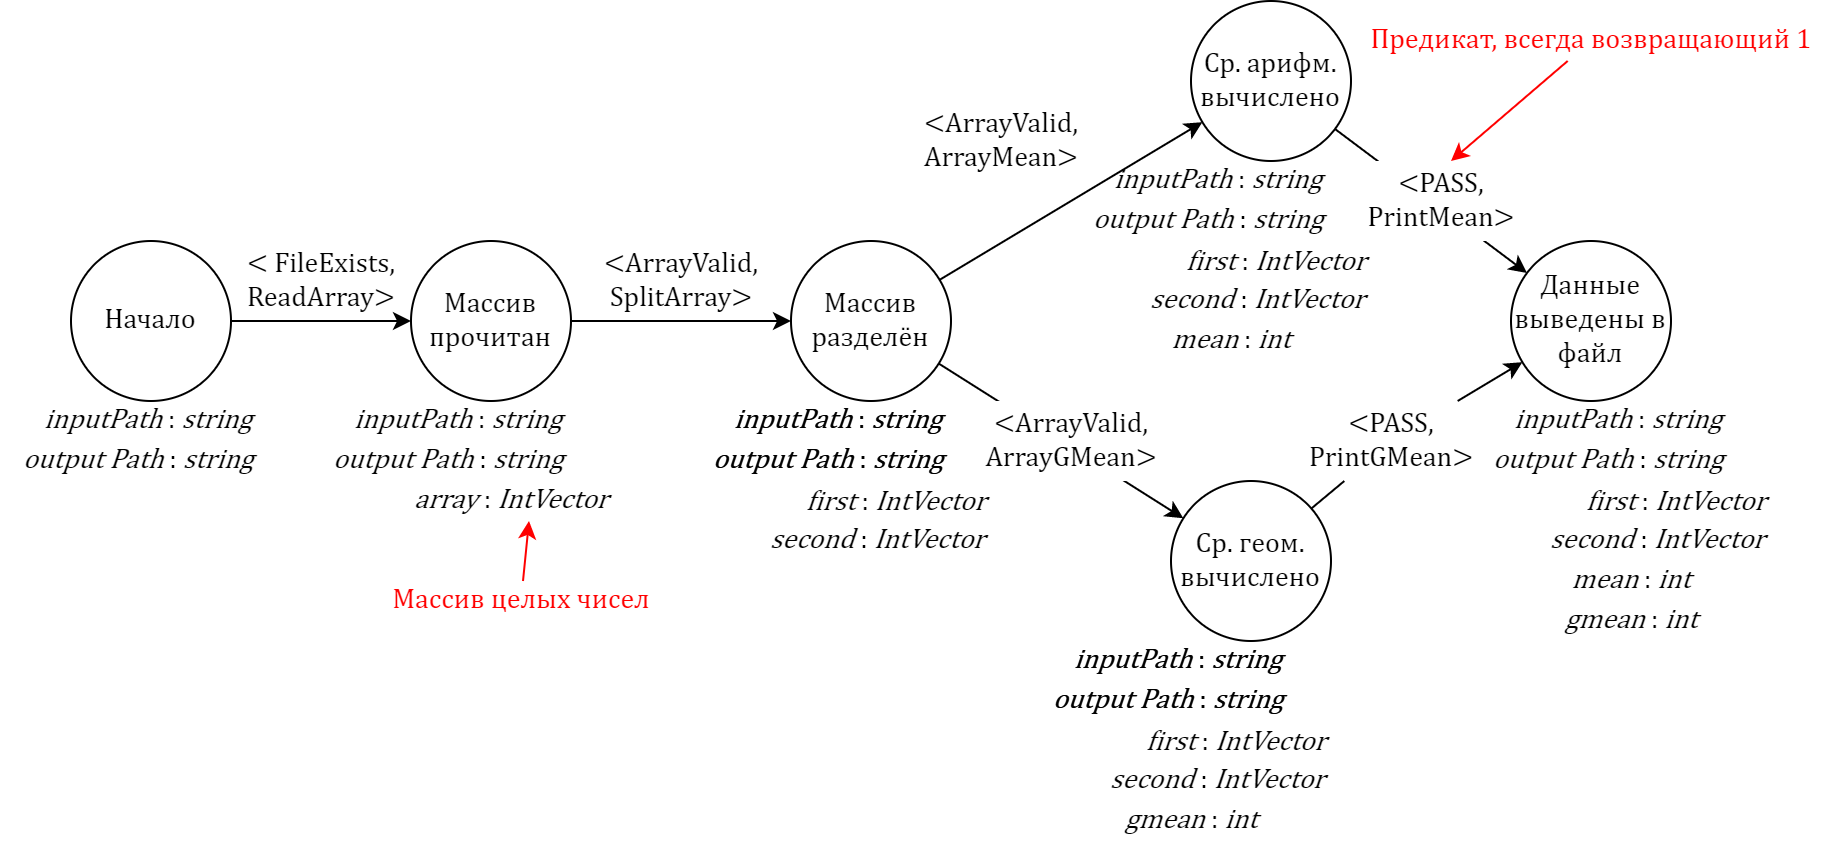 Предикат, всегда возвращающий 1
Ср. арифм.
вычислено
<ArrayValid,
ArrayMean>
inputPath : string
output Path : string
first : IntVector
second : IntVector
mean : int
<PASS,
PrintMean>
Начало
inputPath : string
output Path : string
< FileExists,
ReadArray>
Массив
прочитан
inputPath : string
output Path : string
array : IntVector
Массив целых чисел
<ArrayValid,
SplitArray>
Массив
разделён
inputPath : string
output Path : string
first : IntVector
second : IntVector
<ArrayValid,
ArrayGMean>
Ср. геом.
вычислено
inputPath : string
output Path : string
first : IntVector
second : IntVector
gmean : int
<PASS,
PrintGMean>
Данные
выведены в
файл
inputPath : string
output Path : string
first : IntVector
second : IntVector
mean : int
gmean : int